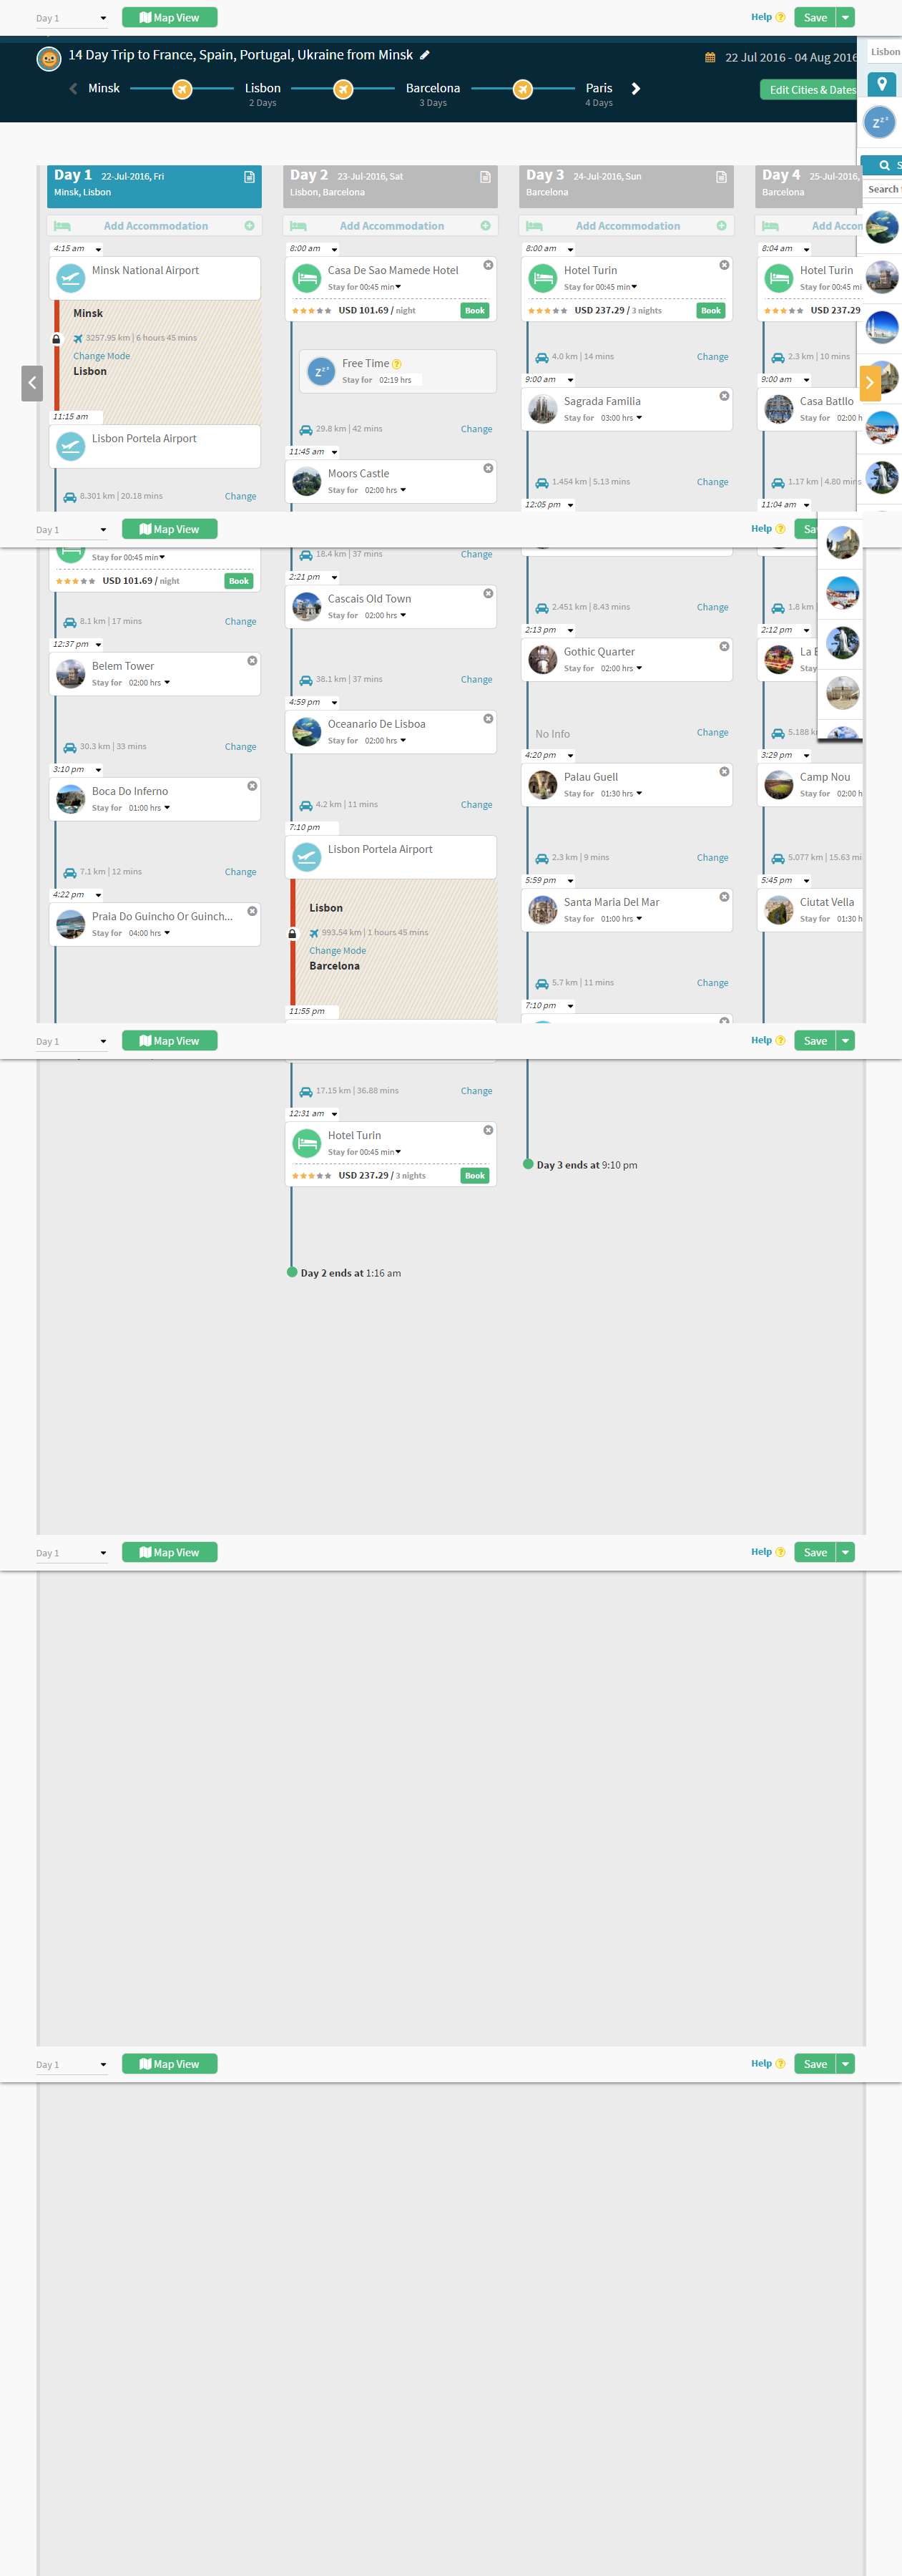 Day 1
Map View
Help ?
Save
14 Day Trip to France, Spain, Portugal, Ukraine from Minsk
22 Jul 2016 - 04 Aug 2016
Minsk
Lisbon
2 Days
Barcelona
3 Days
Paris
4 Days
Edit Cities & Dates
Lisbon
Day 1 22-Jul-2016, Fri
Minsk, Lisbon
Add Accommodation
4:15 am
Minsk National Airport
Minsk
3257.95 km | 6 hours 45 mins
Change Mode
Lisbon
11:15 am
Lisbon Portela Airport
8.301 km | 20.18 mins
Change
Day 2 23-Jul-2016, Sat
Lisbon, Barcelona
Add Accommodation
8:00 am
Casa De Sao Mamede Hotel
Stay for 00:45 min
USD 101.69 / night
Book
Free Time ?
Stay for 02:19 hrs
29.8 km | 42 mins
Change
11:45 am
Moors Castle
Stay for 02:00 hrs
Day 3 24-Jul-2016, Sun
Barcelona
Add Accommodation
8:00 am
Hotel Turin
Stay for 00:45 min
USD 237.29 / 3 nights
Book
4.0 km | 14 mins
Change
9:00 am
Sagrada Familia
Stay for 03:00 hrs
1.454 km | 5.13 mins
Change
12:05 pm
Day 4 25-Jul-2016,
Barcelona
Add Accon
8:04 am
Hotel Turin
Stay for 00:45 mi
USD 237.29
2.3 km | 10 mins
9:00 am
Casa Batllo
Stay for 02:00 h
1.17 km | 4.80 mins
11:04 am
Zzz
S
Search
Day 1
Map View
Help ?
Sa
Stay for 00:45 min
USD 101.69 / night
Book
8.1 km | 17 mins
Change
12:37 pm
Belem Tower
Stay for 02:00 hrs
30.3 km | 33 mins
Change
3:10 pm
Boca Do Inferno
Stay for 01:00 hrs
7.1 km | 12 mins
Change
4:22 pm
Praia Do Guincho Or Guinch...
Stay for 04:00 hrs
18.4 km | 37 mins
Change
2:21 pm
Cascais Old Town
Stay for 02:00 hrs
38.1 km | 37 mins
Change
4:59 pm
Oceanario De Lisboa
Stay for 02:00 hrs
4.2 km | 11 mins
Change
7:10 pm
Lisbon Portela Airport
Lisbon
993.54 km | 1 hours 45 mins
Change Mode
Barcelona
11:55 pm
2.451 km | 8.43 mins
Change
2:13 pm
Gothic Quarter
Stay for 02:00 hrs
No Info
Change
4:20 pm
Palau Guell
Stay for 01:30 hrs
2.3 km | 9 mins
Change
5:59 pm
Santa Maria Del Mar
Stay for 01:00 hrs
5.7 km | 11 mins
Change
7:10 pm
1.8 km
2:12 pm
La
Stay
5.188 k
3:29 pm
Camp Nou
Stay for 02:00 h
5.077 km | 15.63 mi
5:45 pm
Ciutat Vella
Stay for 01:30 h
Day 1
Map View
Help ?
Save
17.15 km | 36.88 mins
Change
12:31 am
Hotel Turin
Stay for 00:45 min
USD 237.29 / 3 nights
Book
Day 2 ends at 1:16 am
Day 3 ends at 9:10 pm
Day 1
Map View
Help ?
Save
Day 1
Map View
Help ?
Save